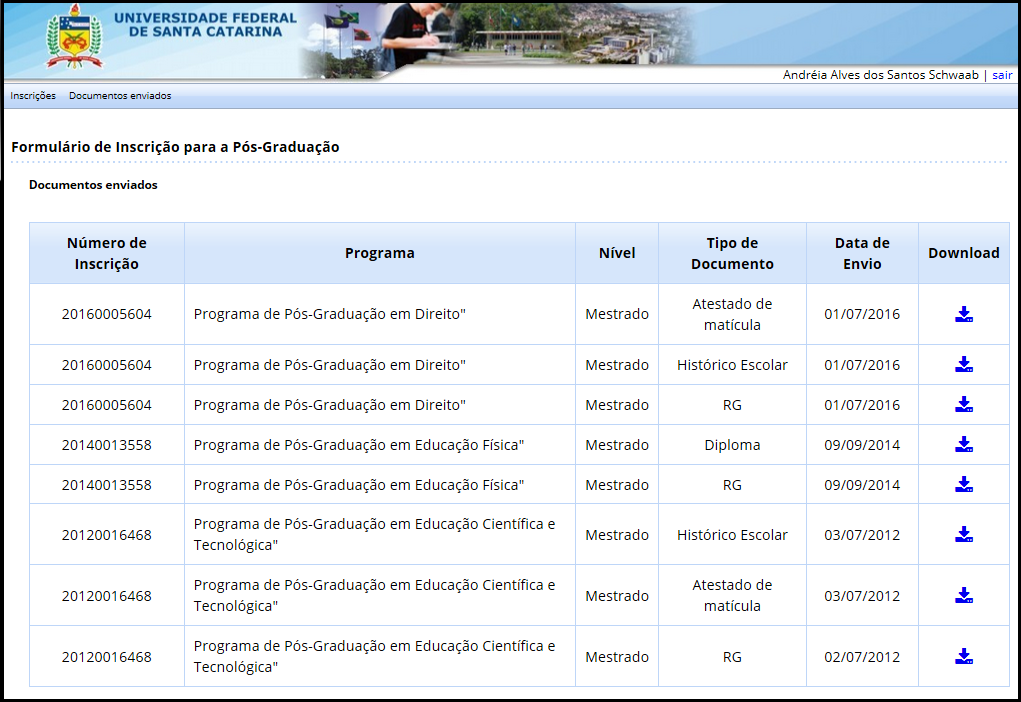 UNIVERSIDADE FEDERAL
DE SANTA CATARINA
Andréia Alves dos Santos Schwaab | sair
Inscrições Documentos enviados
Formulário de Inscrição para a Pós-Graduação
Documentos enviados
Número de Inscrição Programa Nível Tipo de Documento Data de Envio Download
20160005604 Programa de Pós-Graduação em Direito" Mestrado Atestado de matícula 01/07/2016
20160005604 Programa de Pós-Graduação em Direito" Mestrado Histórico Escolar 01/07/2016
20160005604 Programa de Pós-Graduação em Direito" Mestrado RG 01/07/2016
20140013558 Programa de Pós-Graduação em Educação Física" Mestrado Diploma 09/09/2014
20140013558 Programa de Pós-Graduação em Educação Física" Mestrado RG 09/09/2014
20120016468 Programa de Pós-Graduação em Educação Científica e Tecnológica" Mestrado Histórico Escolar 03/07/2012
20120016468 Programa de Pós-Graduação em Educação Científica e Tecnológica" Mestrado Atestado de matícula 03/07/2012
20120016468 Programa de Pós-Graduação em Educação Científica e Tecnológica" Mestrado RG 02/07/2012